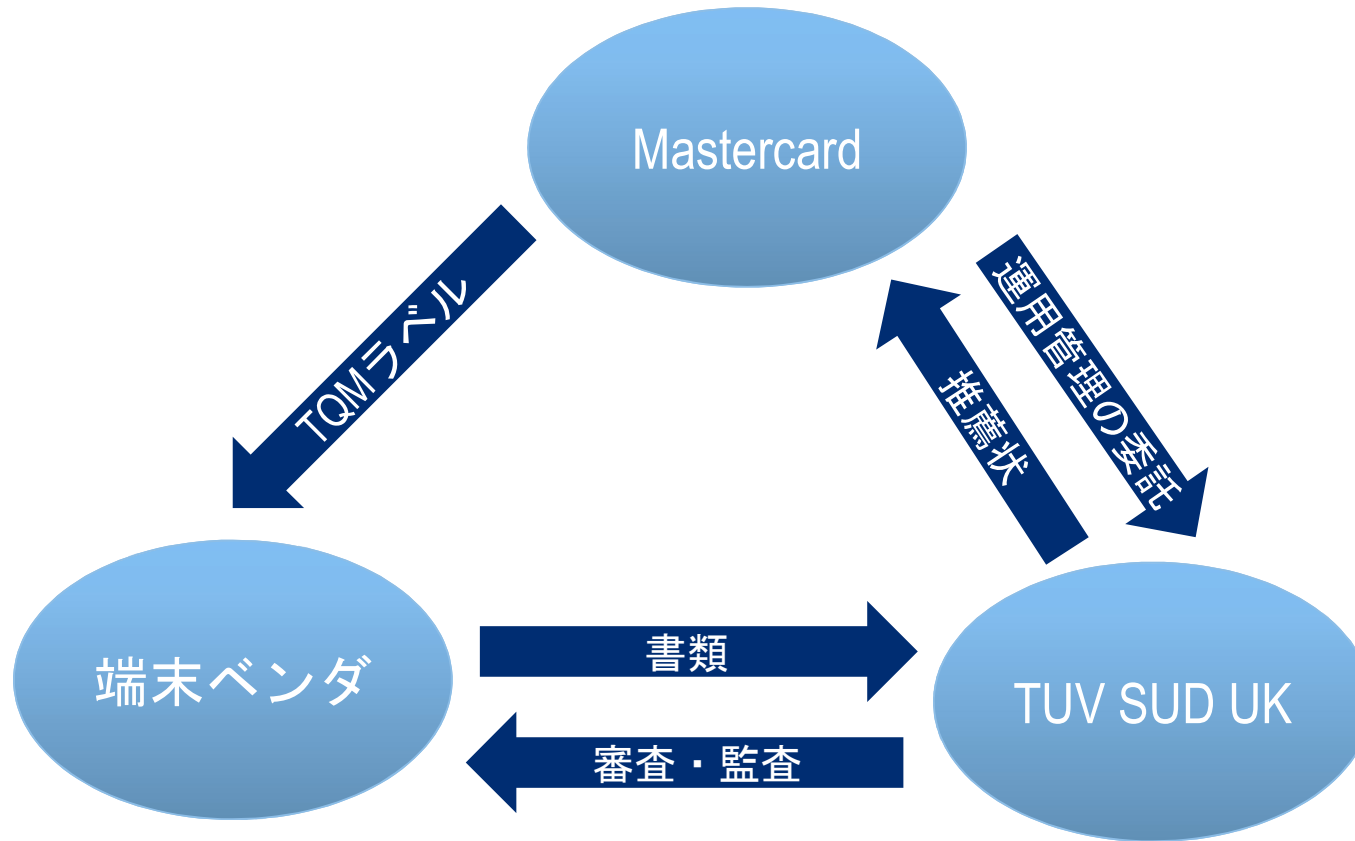 Mastercard
TQMラベル
運用管理の委託
推薦状
端末ベンダ
書類
審査・監査
TUV SUD UK